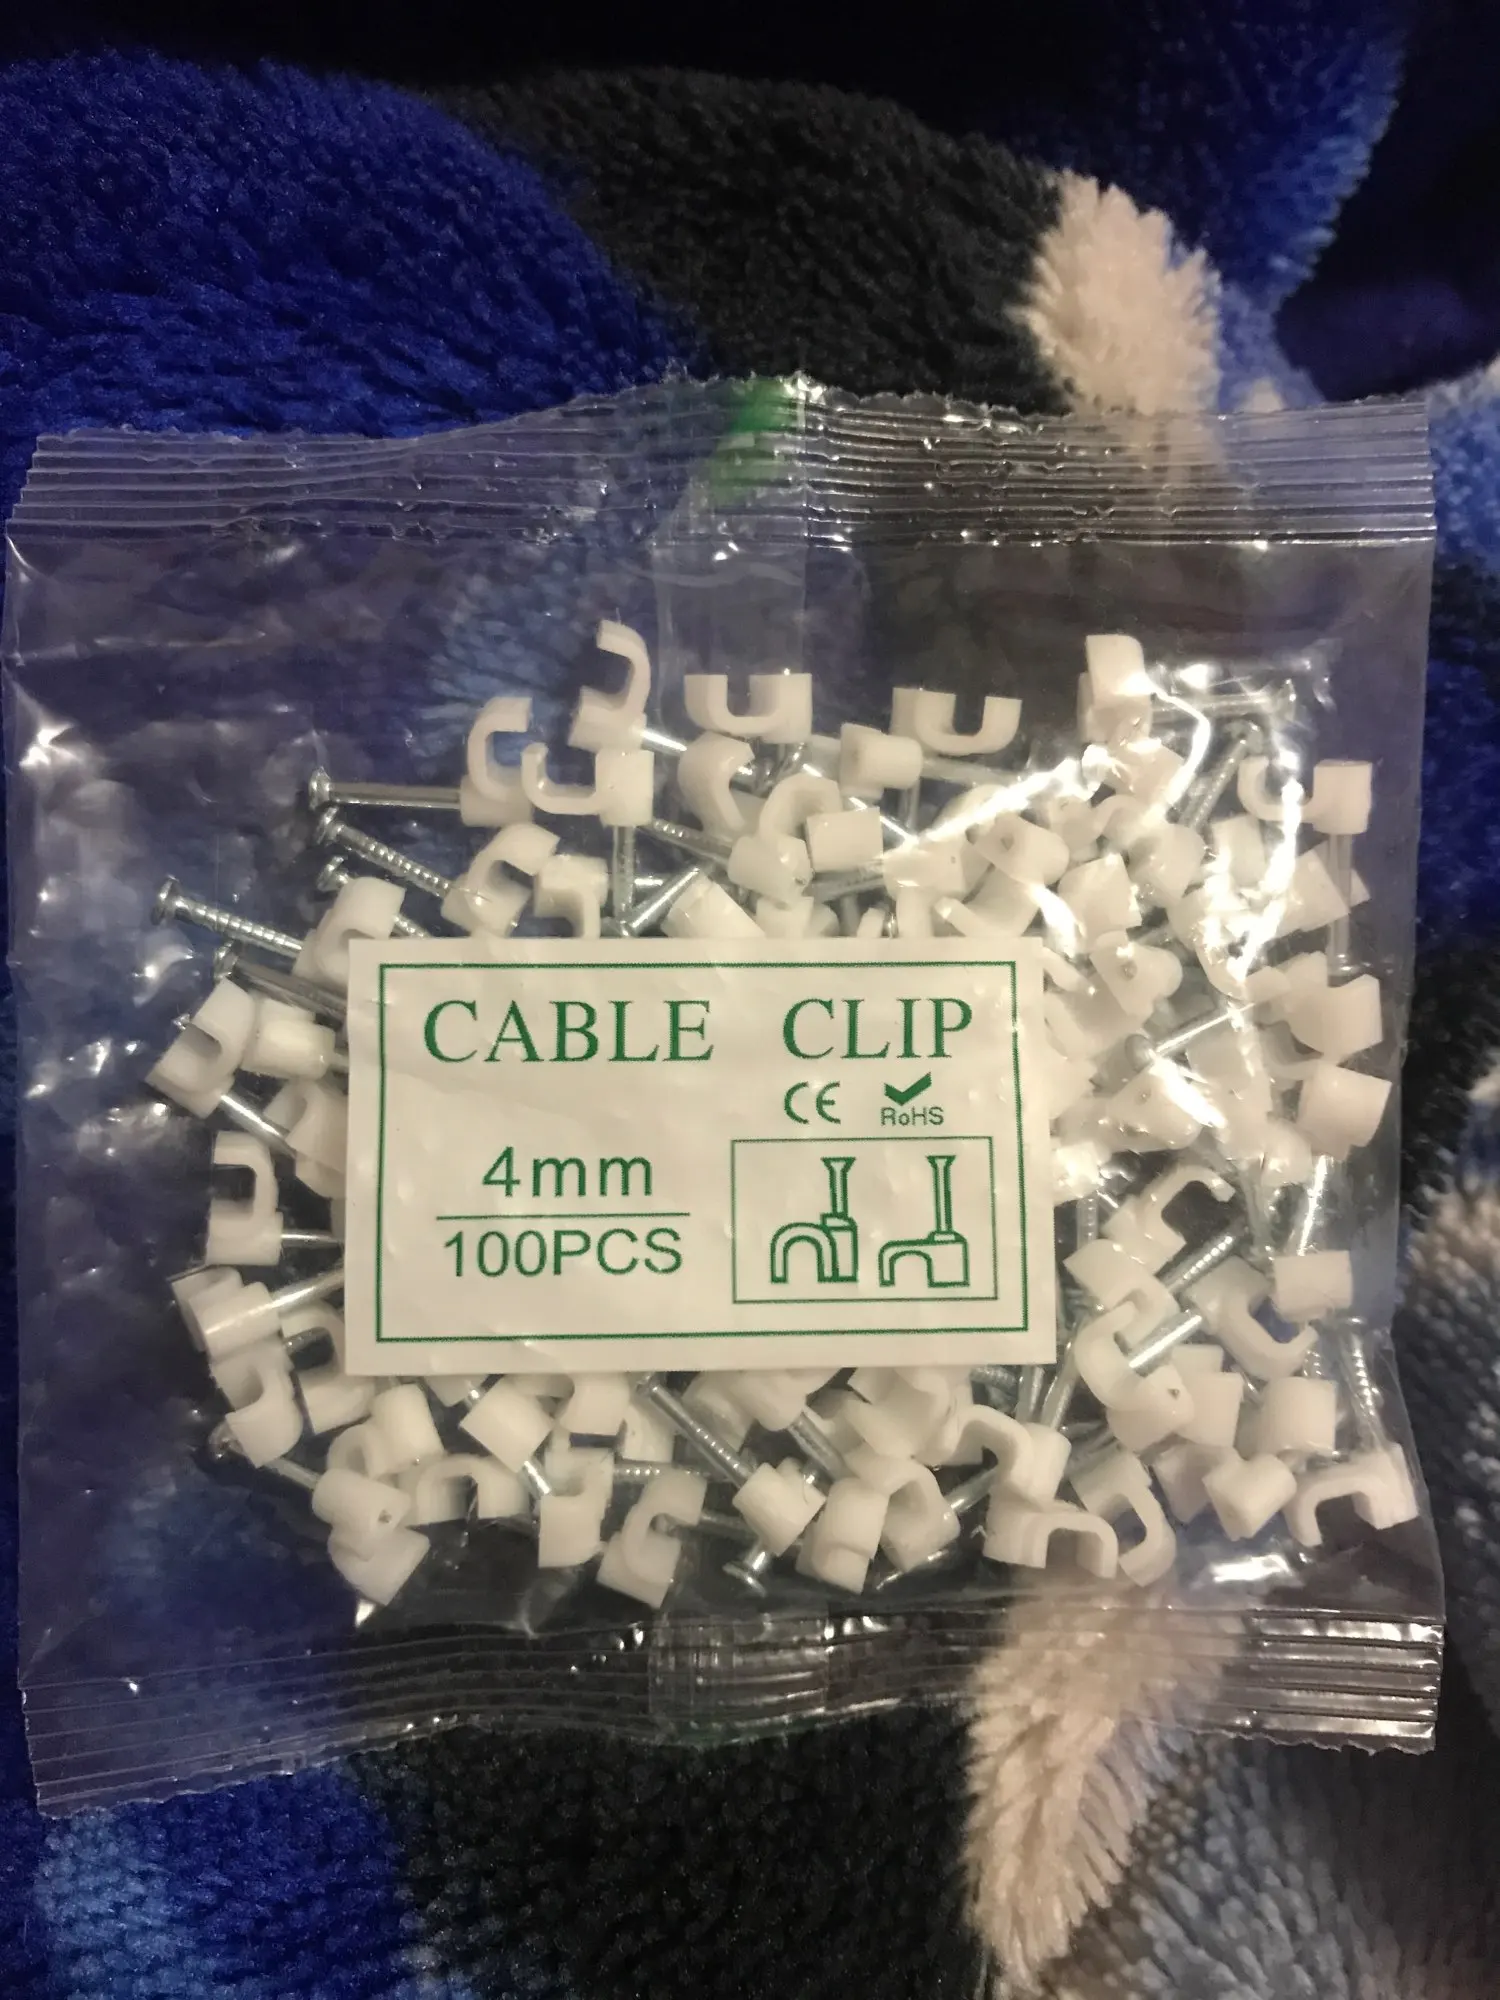 CABLE CLIP
CE RoHS
4mm
100PCS